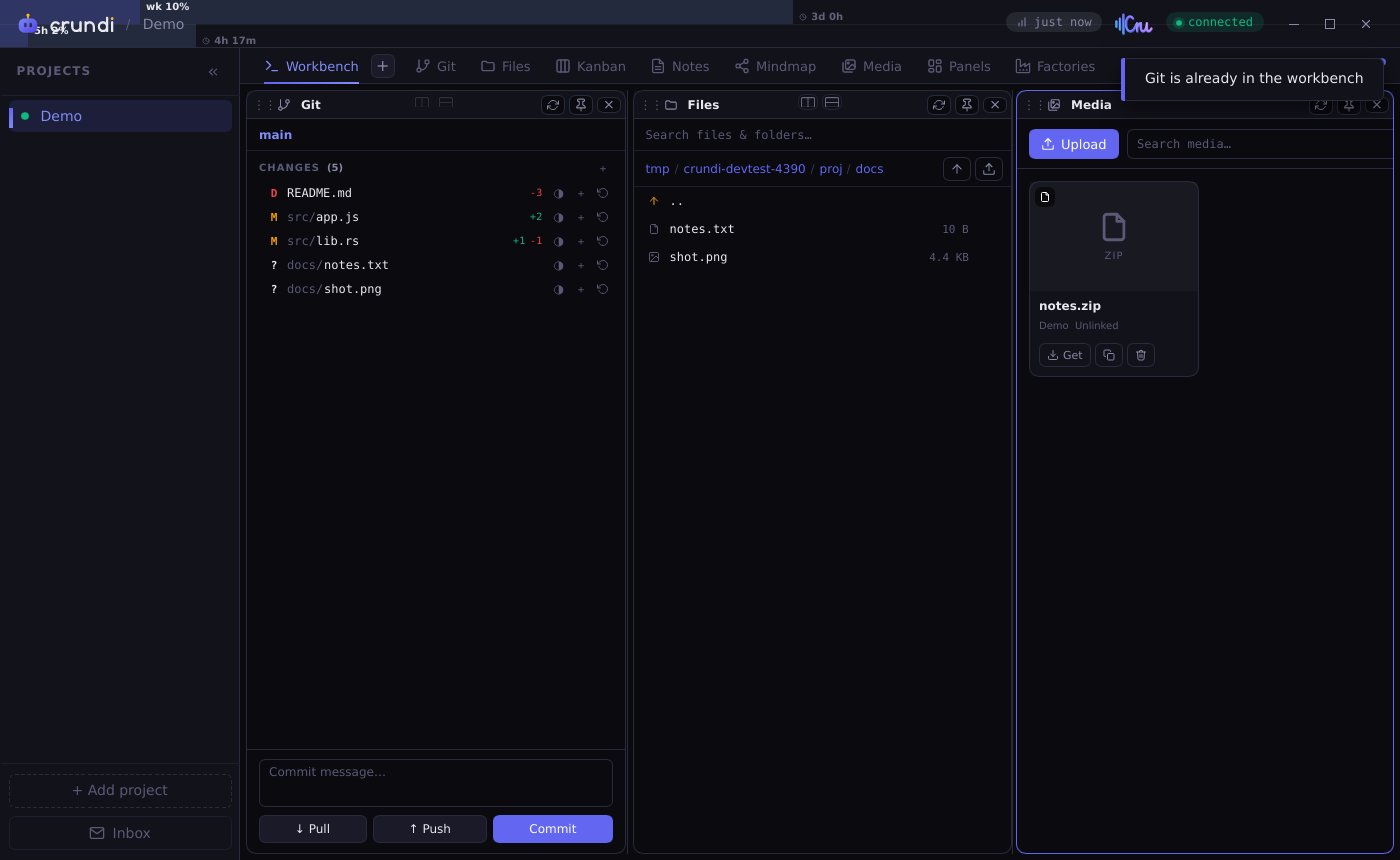 wk 10%
3d 0h
crundi / Demo
5h 2%
4h 17m
just now
Cru
connected
PROJECTS
Workbench
Git
Files
Kanban
Notes
Mindmap
Media
Panels
Factories
Git is already in the workbench
Demo
+ Add project
Inbox
Git
main
CHANGES (5)
D README.md -3
M src/app.js +2
M src/lib.rs +1 -1
? docs/notes.txt
? docs/shot.png
Commit message…
↓ Pull
↑ Push
Commit
Files
Search files & folders…
tmp / crundi-devtest-4390 / proj / docs
..
notes.txt 10 B
shot.png 4.4 KB
Media
Upload
Search media…
ZIP
notes.zip
Demo Unlinked
Get